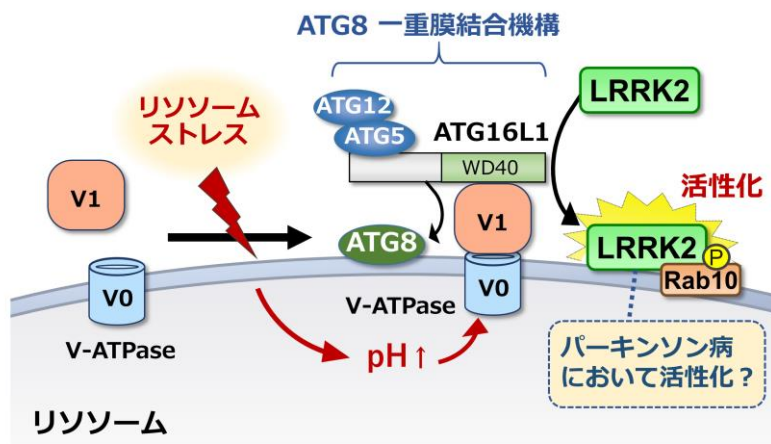 ATG8 一重膜結合機構
リソソーム
ストレス
ATG12
ATG5
ATG16L1
WD40
LRRK2
V1
V1
活性化
ATG8
LRRK2
P
Rab10
V0
V0
V-ATPase
V-ATPase
pH↑
パーキンソン病
において活性化？
リソソーム